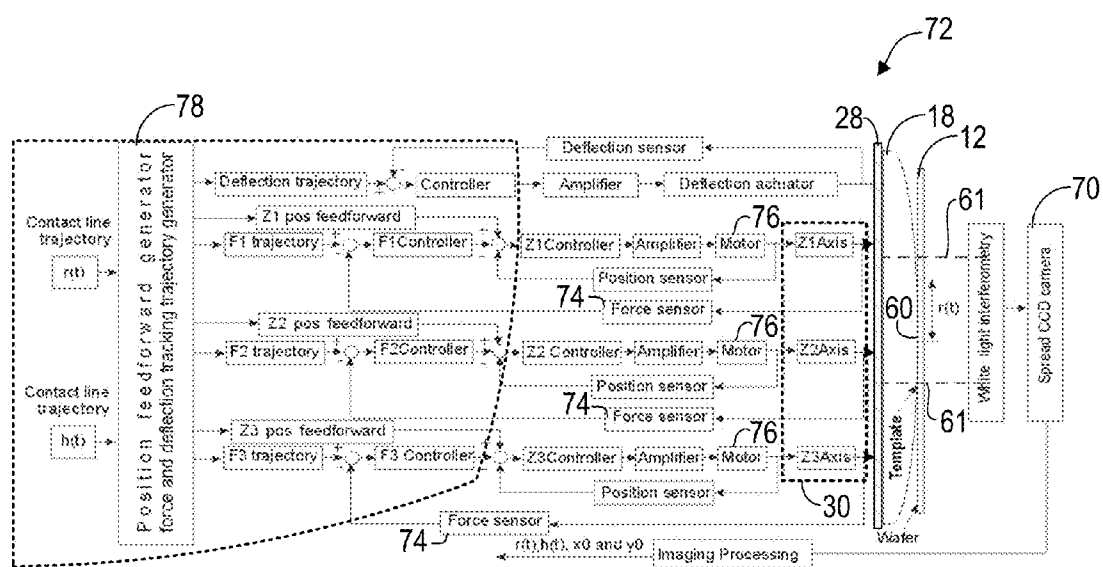 72
78
28
18
12
70
Position feedforward generator
force and deflection tracking trajectory generator
Contact line
trajectory
r(t)
Contact line
trajectory
h(t)
Deflection sensor
Deflection trajectory
Controller
Amplifier
Deflection actuator
Z1 pos feedforward
76
61
F1 trajectory
F1Controller
Z1Controller
Amplifier
Motor
Z1Axis
Position sensor
74
Force sensor
60
r(t)
Z2 pos feedforward
76
F2 trajectory
F2Controller
Z2 Controller
Amplifier
Motor
Z2Axis
Position sensor
74
Force sensor
61
Z3 pos feedforward
76
F3 trajectory
F3 Controller
Z3Controller
Amplifier
Motor
Z3Axis
Position sensor
30
74
Force sensor
Template
Wafer
White light interferometry
Spread CCD camera
r(t),h(t), x0 and y0
Imaging Processing